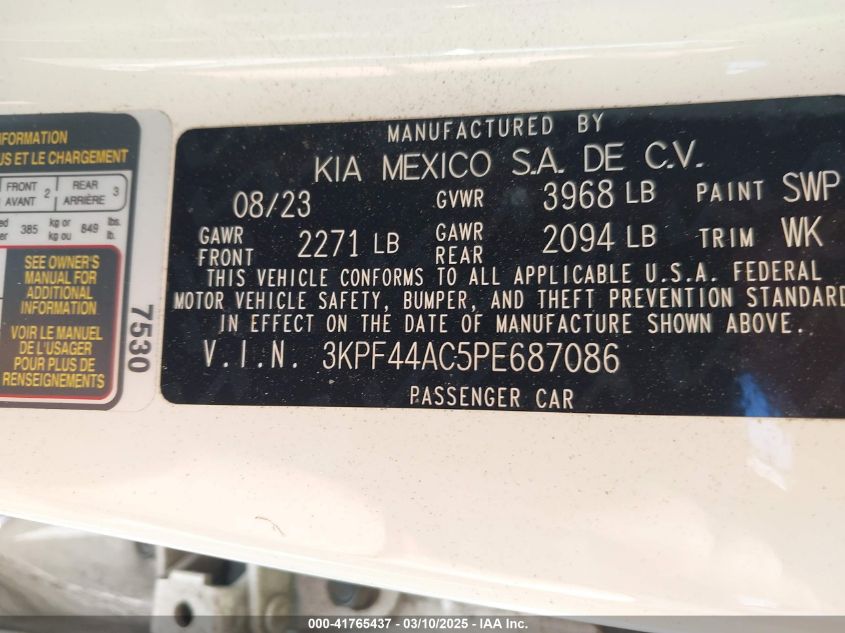 NFORMATION
US ET LE CHARGEMENT
FRONT 2 REAR 3
AVANT ARRIÈRE
385 kg or 849 lbs.
kg ou lb.
SEE OWNER'S
MANUAL FOR
ADDITIONAL
INFORMATION
VOIR LE MANUEL
DE L'USAGER
POUR PLUS DE
RENSEIGNEMENTS
7530
MANUFACTURED BY
KIA MEXICO S.A. DE C.V.
08/23 GVWR 3968 LB PAINT SWP
GAWR FRONT 2271 LB GAWR REAR 2094 LB TRIM WK
THIS VEHICLE CONFORMS TO ALL APPLICABLE U.S.A. FEDERAL
MOTOR VEHICLE SAFETY, BUMPER, AND THEFT PREVENTION STANDARD
IN EFFECT ON THE DATE OF MANUFACTURE SHOWN ABOVE..
V.I.N. 3KPF44AC5PE687086
PASSENGER CAR
000-41765437 - 03/10/2025 - IPA Inc.